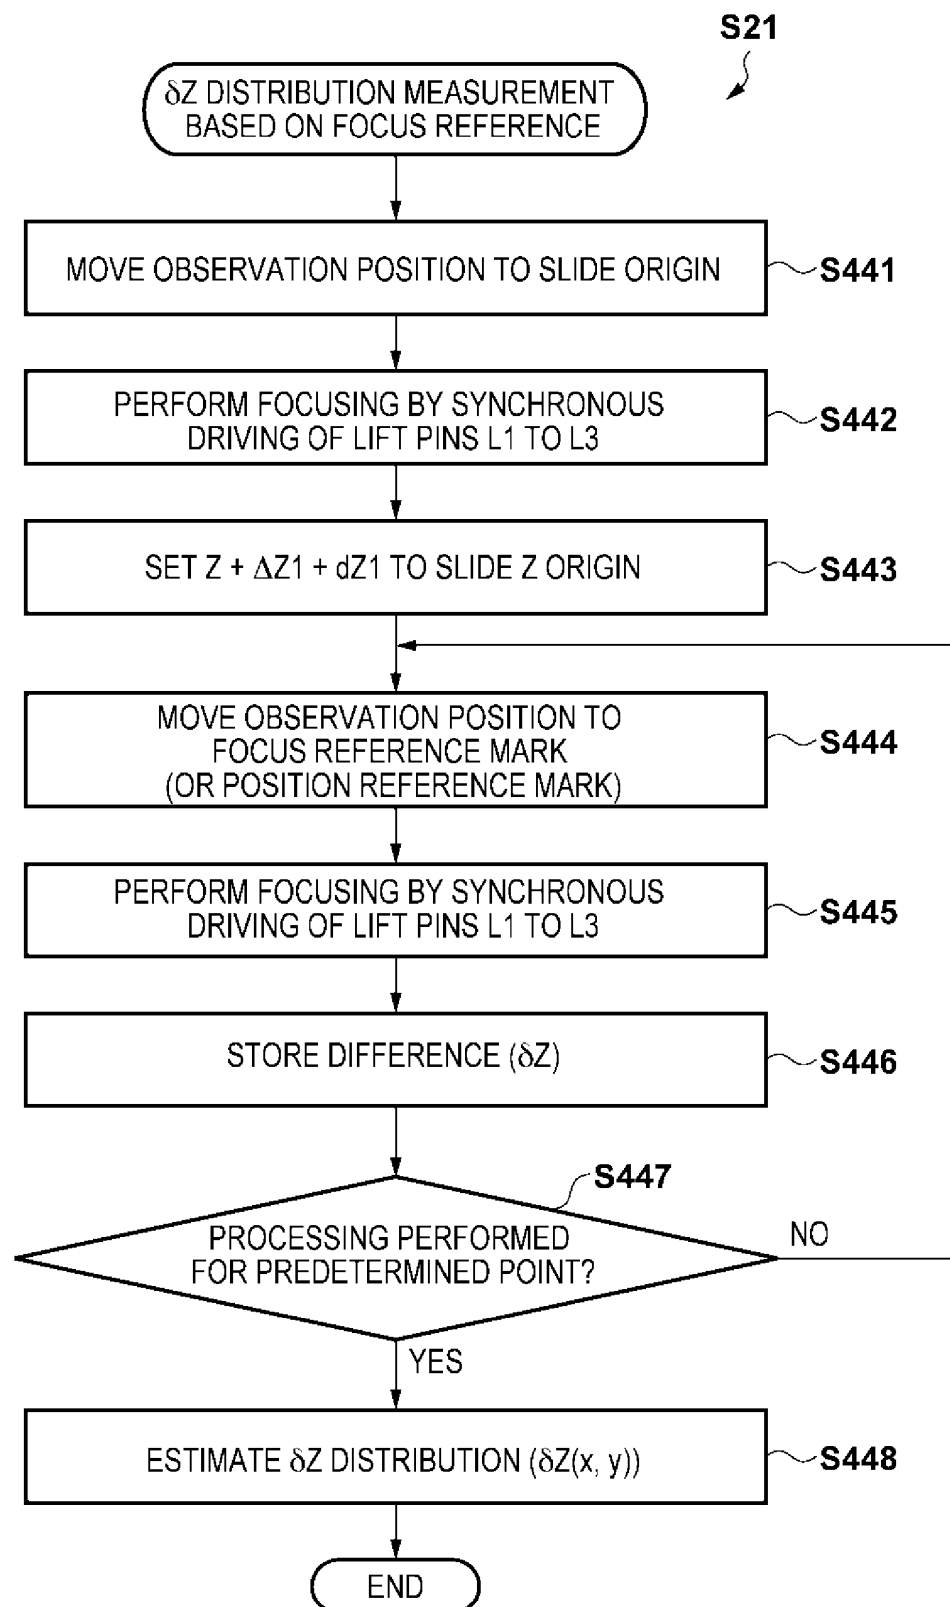 S21
δZ DISTRIBUTION MEASUREMENT
BASED ON FOCUS REFERENCE
MOVE OBSERVATION POSITION TO SLIDE ORIGIN
S441
PERFORM FOCUSING BY SYNCHRONOUS
DRIVING OF LIFT PINS L1 TO L3
S442
SET Z + ΔZ1 + dZ1 TO SLIDE Z ORIGIN
S443
MOVE OBSERVATION POSITION TO
FOCUS REFERENCE MARK
(OR POSITION REFERENCE MARK)
S444
PERFORM FOCUSING BY SYNCHRONOUS
DRIVING OF LIFT PINS L1 TO L3
S445
STORE DIFFERENCE (δZ)
S446
S447
PROCESSING PERFORMED
FOR PREDETERMINED POINT?
NO
YES
ESTIMATE δZ DISTRIBUTION (δZ(x, y))
S448
END